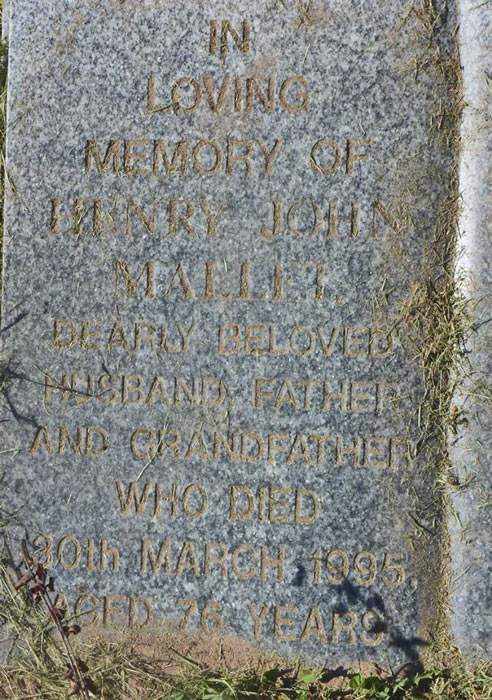 IN
LOVING
MEMORY OF
HENRY JOHN
MALLET,
DEARLY BELOVED
HUSBAND, FATHER
AND GRANDFATHER
WHO DIED
30th MARCH 1995,
AGED 76 YEARS.